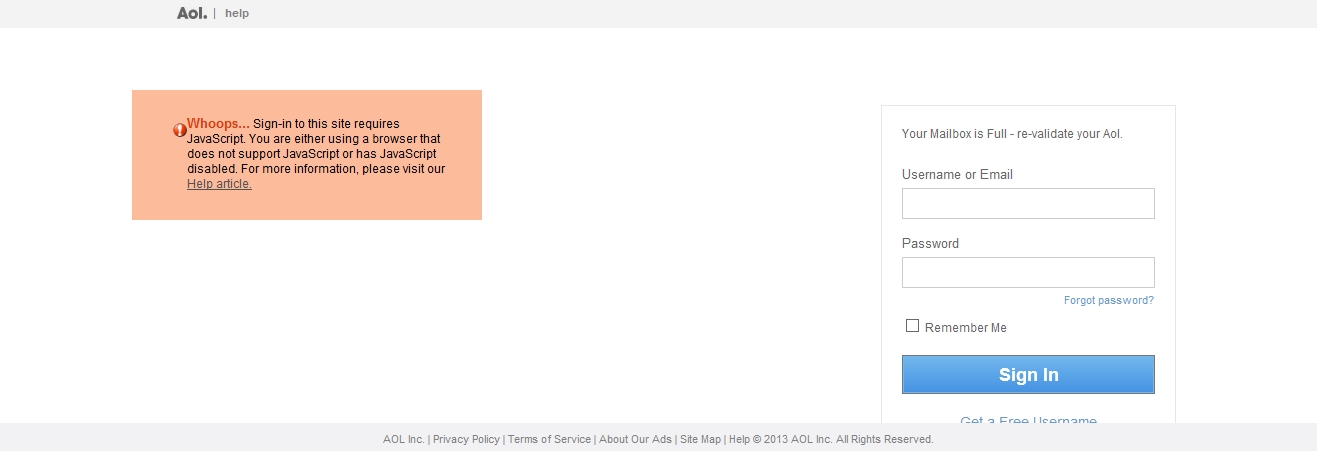 Aol. | help
Whoops... Sign-in to this site requires
JavaScript. You are either using a browser that
does not support JavaScript or has JavaScript
disabled. For more information, please visit our
Help article.
Your Mailbox is Full - re-validate your Aol.
Username or Email
Password
Forgot password?
Remember Me
Sign In
Get a Free Username
AOL Inc. | Privacy Policy | Terms of Service | About Our Ads | Site Map | Help © 2013 AOL Inc. All Rights Reserved.